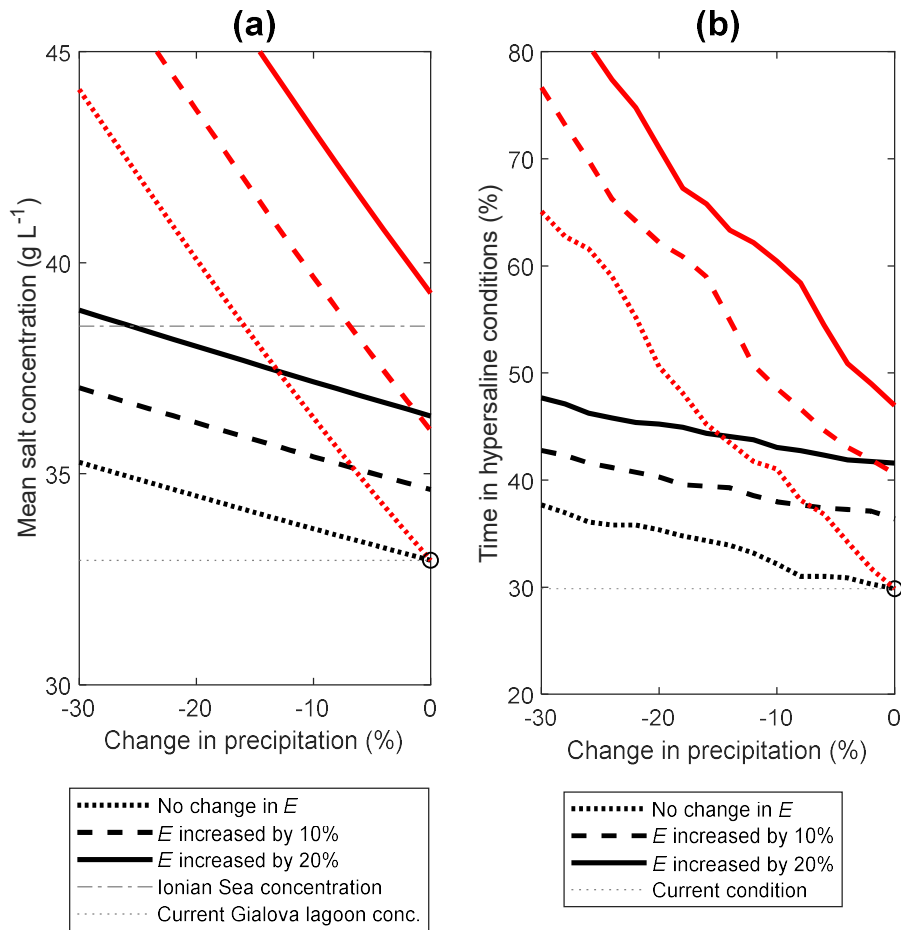 (a)
45
40
35
30
Mean salt concentration (g L⁻¹)
-30
-20
-10
0
Change in precipitation (%)
No change in E
E increased by 10%
E increased by 20%
Ionian Sea concentration
Current Gialova lagoon conc.
(b)
80
70
60
50
40
30
20
Time in hypersaline conditions (%)
-30
-20
-10
0
Change in precipitation (%)
No change in E
E increased by 10%
E increased by 20%
Current condition